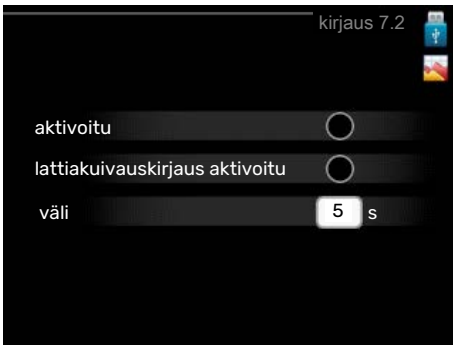 kirjaus 7.2
aktivoitu
lattiakuivauskirjaus aktivoitu
väli 5 s